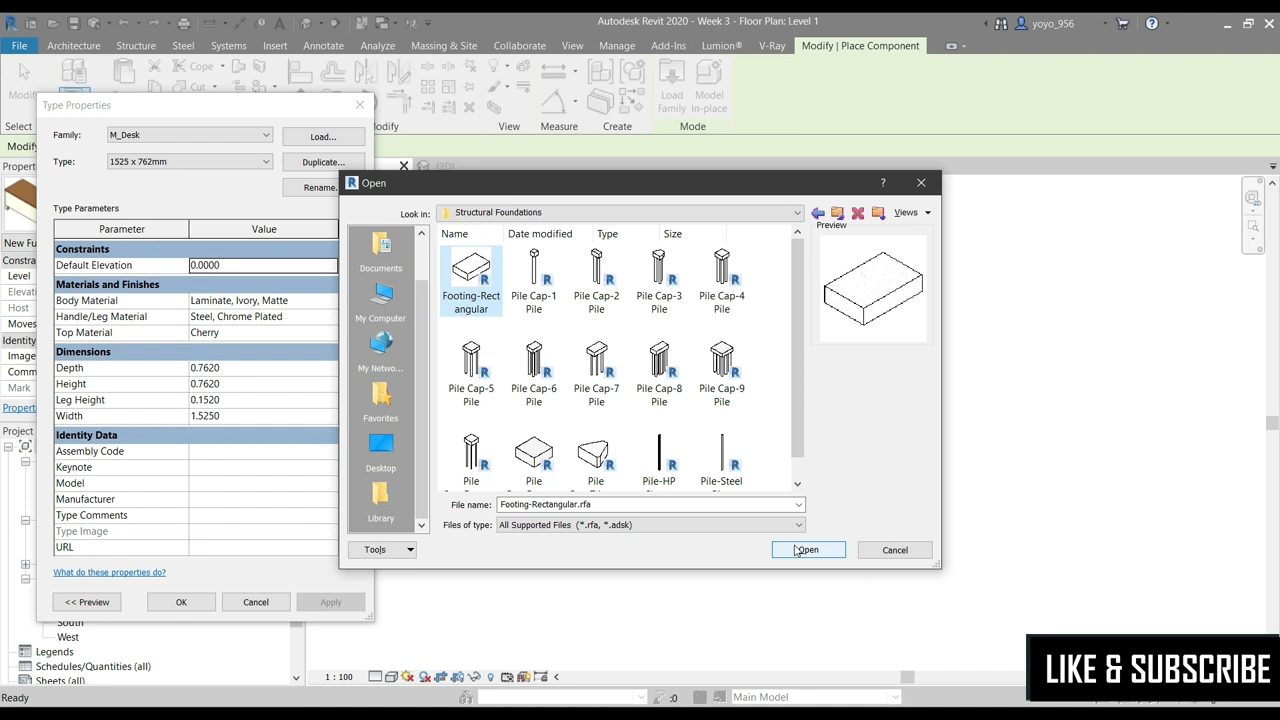 Autodesk Revit 2020 - Week 3 - Floor Plan: Level 1
yoyo_956
File Architecture Structure Steel Systems Insert Annotate Analyze Massing & Site Collaborate View Manage Add-Ins Lumion® V-Ray Modify | Place Component
Cope
Cut
Load Family
Model In-place
Select
View Measure Create Mode
Type Properties
Family: M_Desk Load...
Type: 1525 x 762mm Duplicate...
Rename.
Type Parameters
Parameter Value
Constraints
Default Elevation 0.0000
Materials and Finishes
Body Material Laminate, Ivory, Matte
Handle/Leg Material Steel, Chrome Plated
Top Material Cherry
Dimensions
Depth 0.7620
Height 0.7620
Leg Height 0.1520
Width 1.5250
Identity Data
Assembly Code
Keynote
Model
Manufacturer
Type Comments
Type Image
URL
What do these properties do?
<< Preview OK Cancel Apply
Open
Look in: Structural Foundations Views
Name Date modified Type Size
Preview
Documents
My Computer
My Netwo...
Favorites
Desktop
Library
Footing-Rect angular
Pile Cap-1 Pile
Pile Cap-2 Pile
Pile Cap-3 Pile
Pile Cap-4 Pile
Pile Cap-5 Pile
Pile Cap-6 Pile
Pile Cap-7 Pile
Pile Cap-8 Pile
Pile Cap-9 Pile
Pile
Pile
Pile
Pile-HP
Pile-Steel
File name: Footing-Rectangular.rfa
Files of type: All Supported Files (*.rfa, *.adsk)
Tools Open Cancel
New Fu
Constra
Level
Elevati
Host
Moves
Identity
Image
Comm
Mark
Project
South
West
Legends
Schedules/Quantities (all)
Sheets (all)
1 : 100
Ready
:0
Main Model
LIKE & SUBSCRIBE